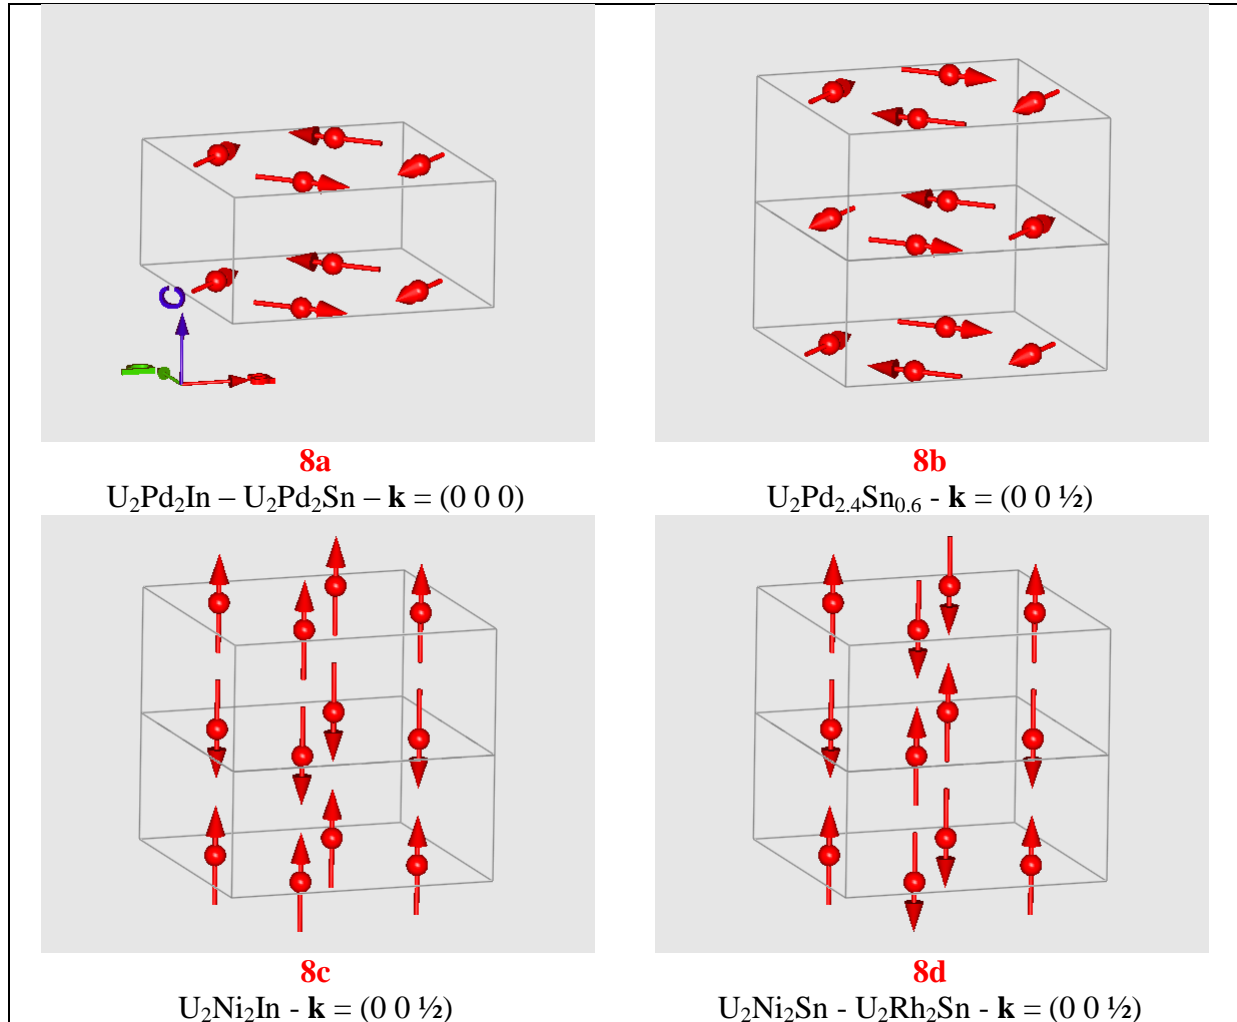 C
8a
8b
U₂Pd₂In – U₂Pd₂Sn – k = (0 0 0)
U₂Pd₂.₄Sn₀.₆ - k = (0 0 ½)
8c
8d
U₂Ni₂In - k = (0 0 ½)
U₂Ni₂Sn - U₂Rh₂Sn - k = (0 0 ½)